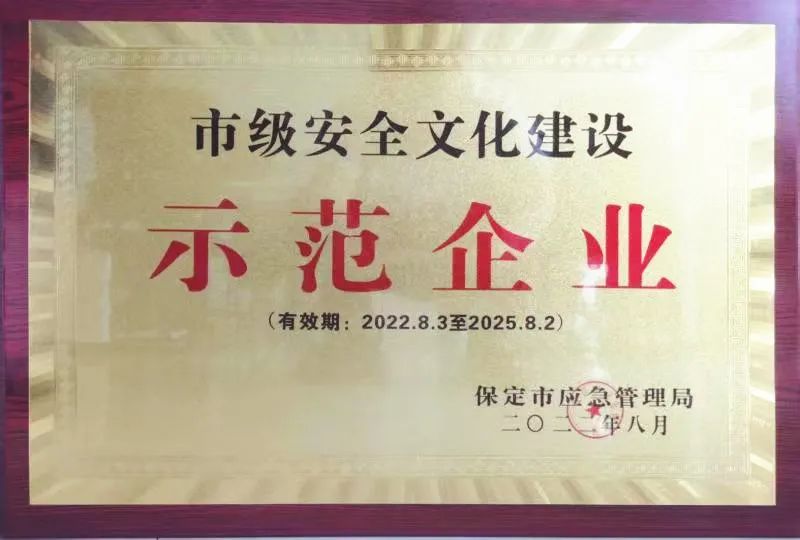 市级安全文化建设
示范企业
（有效期：2022.8.3至2025.8.2）
保定市应急管理局
二〇二二年八月